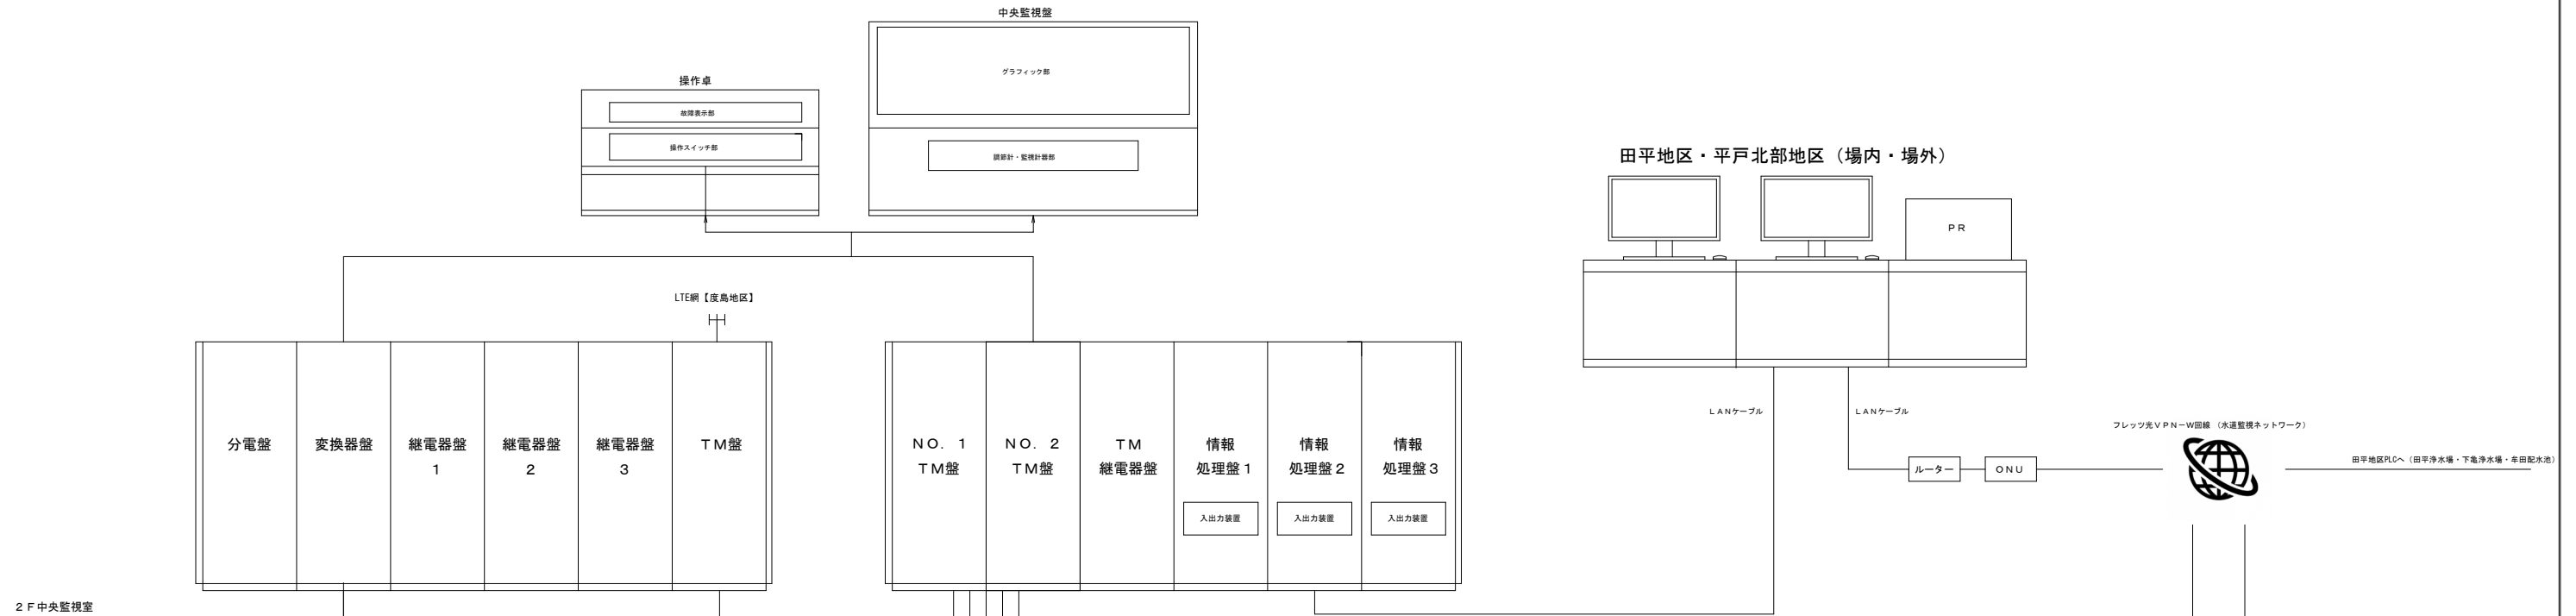 中央監視盤
グラフィック部
操作卓
故障表示部
操作スイッチ部
調節計・監視計器部
田平地区・平戸北部地区（場内・場外）
ＰＲ
LTE網【度島地区】
ＬＡＮケーブル
ＬＡＮケーブル
フレッツ光ＶＰＮ－Ｗ回線 （水道監視ネットワーク）
分電盤
変換器盤
継電器盤
１
継電器盤
２
継電器盤
３
ＴＭ盤
ＮＯ．１
ＴＭ盤
ＮＯ．２
ＴＭ盤
ＴＭ
継電器盤
情報
処理盤１
情報
処理盤２
情報
処理盤３
入出力装置
入出力装置
入出力装置
ルーター
ＯＮＵ
田平地区PLCへ（田平浄水場・下亀浄水場・牟田配水池）
２Ｆ中央監視室